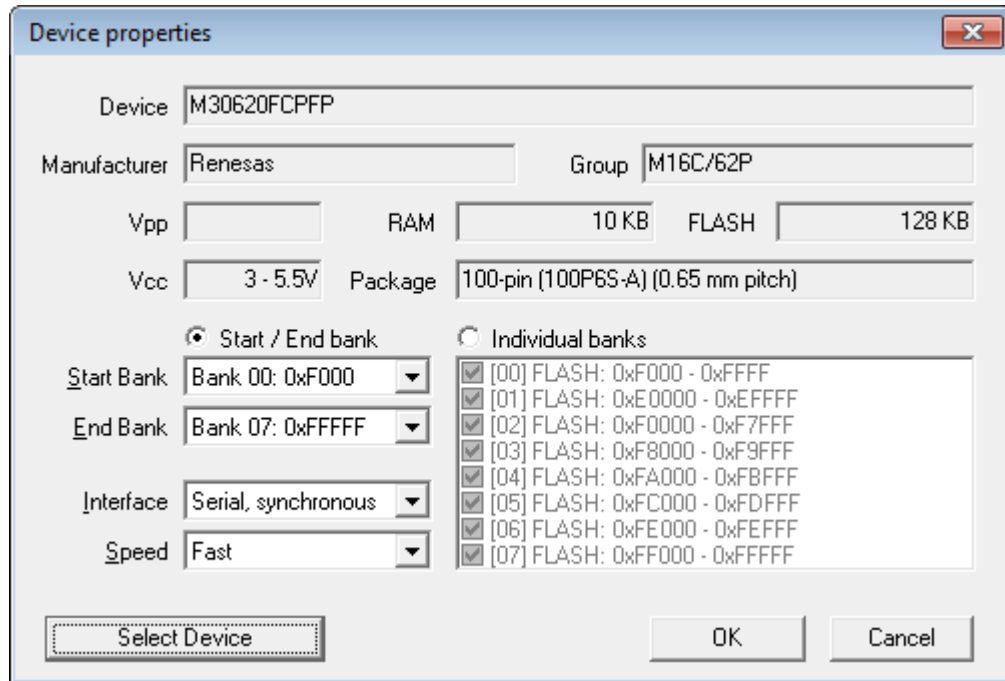 Device properties
Device M30620FCPFP
Manufacturer Renesas Group M16C/62P
Vpp RAM 10 KB FLASH 128 KB
Vcc 3 - 5.5V Package 100-pin (100P6S-A) (0.65 mm pitch)
Start / End bank Individual banks
Start Bank Bank 00: 0xF000
End Bank Bank 07: 0xFFFFF
Interface Serial, synchronous
Speed Fast
[00] FLASH: 0xF000 - 0xFFFF
[01] FLASH: 0xE0000 - 0xEFFFF
[02] FLASH: 0xF0000 - 0xF7FFF
[03] FLASH: 0xF8000 - 0xF9FFF
[04] FLASH: 0xFA000 - 0xFBFFF
[05] FLASH: 0xFC000 - 0xFDFFF
[06] FLASH: 0xFE000 - 0xFEFFF
[07] FLASH: 0xFF000 - 0xFFFFF
Select Device OK Cancel